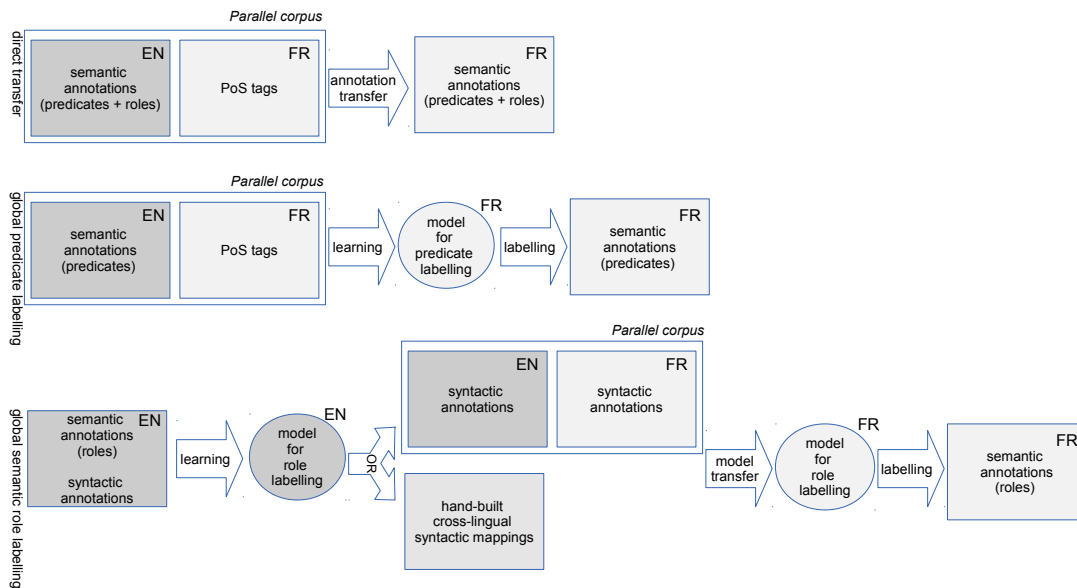 direct transfer
Parallel corpus
EN
semantic
annotations
(predicates + roles)
FR
PoS tags
annotation
transfer
FR
semantic
annotations
(predicates + roles)
global predicate labelling
Parallel corpus
EN
semantic
annotations
(predicates)
FR
PoS tags
learning
FR
model
for
predicate
labelling
labelling
FR
semantic
annotations
(predicates)
global semantic role labelling
EN
semantic
annotations
(roles)
syntactic
annotations
learning
EN
model
for
role
labelling
OR
Parallel corpus
EN
syntactic
annotations
FR
syntactic
annotations
hand-built
cross-lingual
syntactic mappings
model
transfer
FR
model
for
role
labelling
labelling
FR
semantic
annotations
(roles)